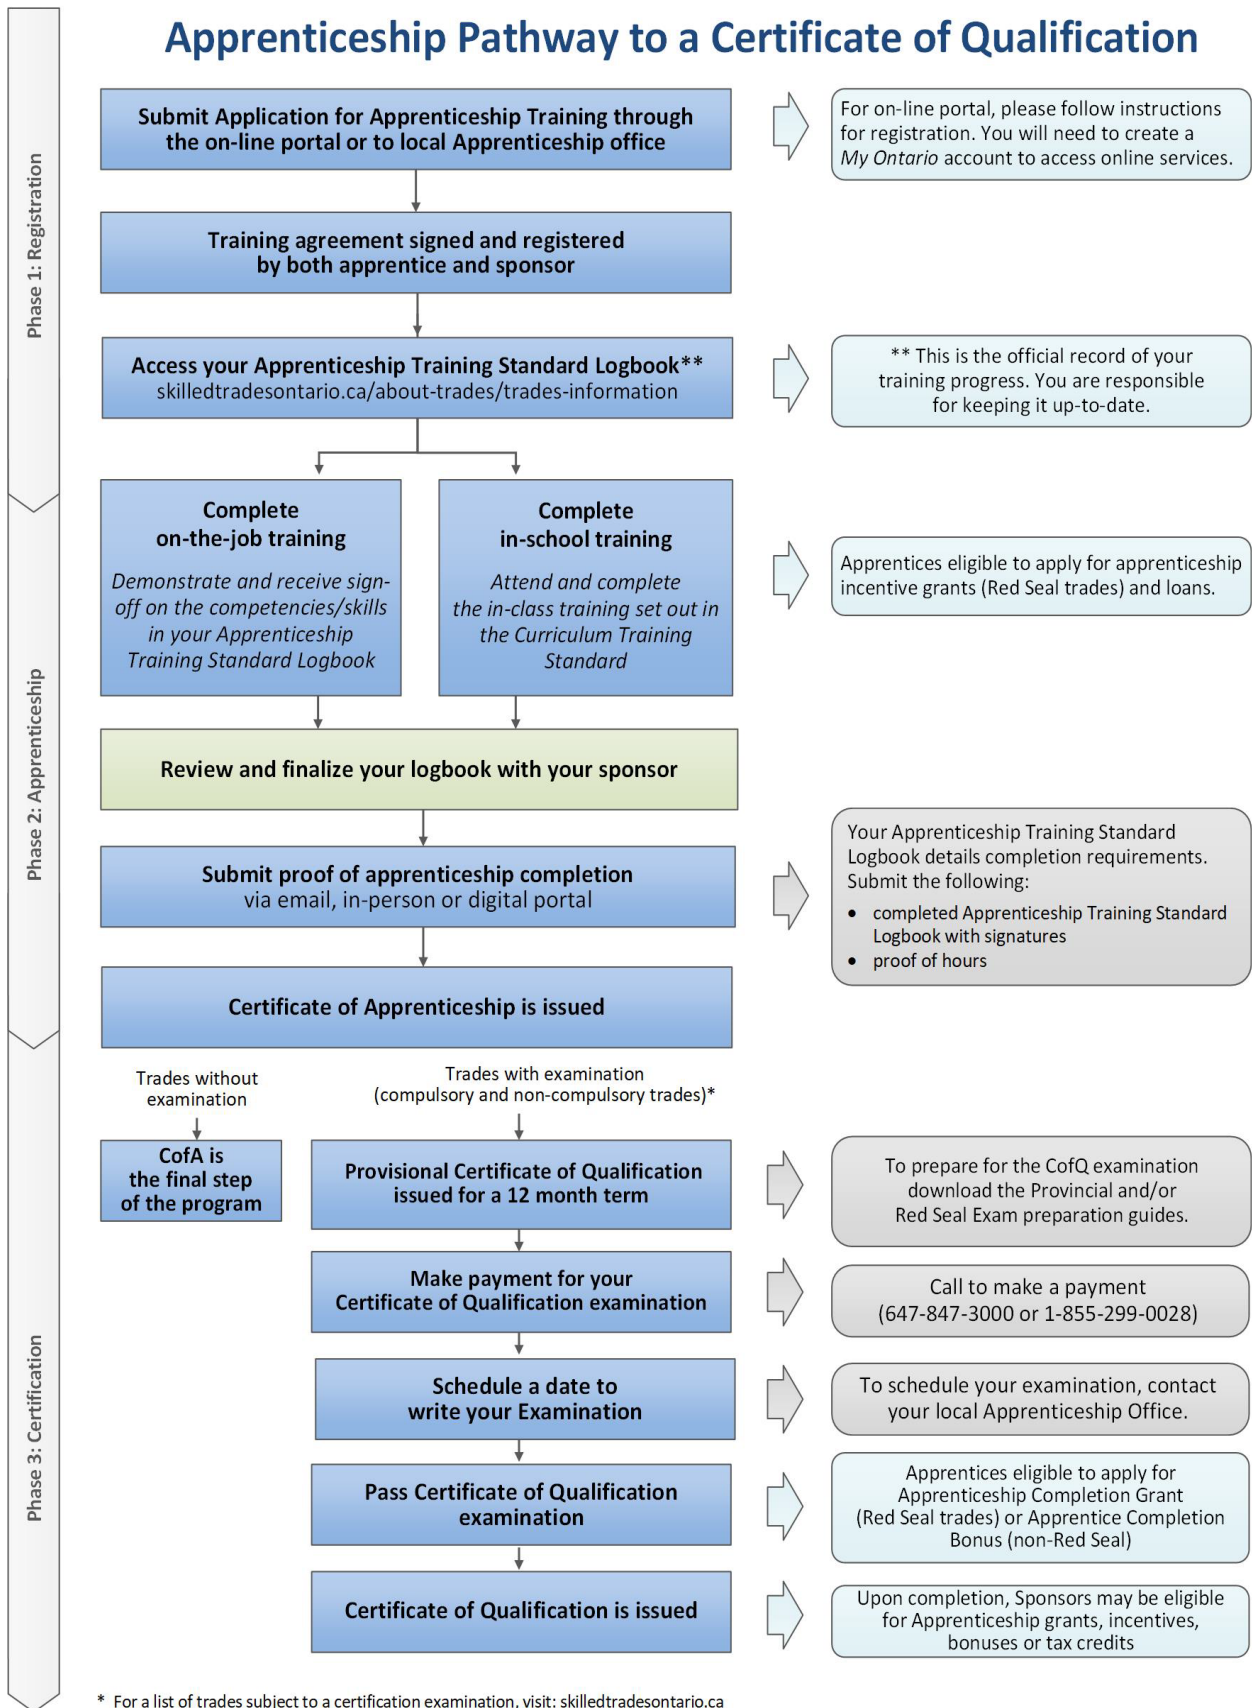 Apprenticeship Pathway to a Certificate of Qualification
Phase 1: Registration
Submit Application for Apprenticeship Training through
the on-line portal or to local Apprenticeship office
For on-line portal, please follow instructions
for registration. You will need to create a
My Ontario account to access online services.
Training agreement signed and registered
by both apprentice and sponsor
Access your Apprenticeship Training Standard Logbook**
skilledtradesontario.ca/about-trades/trades-information
** This is the official record of your
training progress. You are responsible
for keeping it up-to-date.
Phase 2: Apprenticeship
Complete
on-the-job training
Demonstrate and receive sign-
off on the competencies/skills
in your Apprenticeship
Training Standard Logbook
Complete
in-school training
Attend and complete
the in-class training set out in
the Curriculum Training
Standard
Apprentices eligible to apply for apprenticeship
incentive grants (Red Seal trades) and loans.
Review and finalize your logbook with your sponsor
Submit proof of apprenticeship completion
via email, in-person or digital portal
Your Apprenticeship Training Standard
Logbook details completion requirements.
Submit the following:
• completed Apprenticeship Training Standard
Logbook with signatures
• proof of hours
Certificate of Apprenticeship is issued
Phase 3: Certification
Trades without
examination
CofA is
the final step
of the program
Trades with examination
(compulsory and non-compulsory trades)*
Provisional Certificate of Qualification
issued for a 12 month term
To prepare for the CofQ examination
download the Provincial and/or
Red Seal Exam preparation guides.
Make payment for your
Certificate of Qualification examination
Call to make a payment
(647-847-3000 or 1-855-299-0028)
Schedule a date to
write your Examination
To schedule your examination, contact
your local Apprenticeship Office.
Pass Certificate of Qualification
examination
Apprentices eligible to apply for
Apprenticeship Completion Grant
(Red Seal trades) or Apprentice Completion
Bonus (non-Red Seal)
Certificate of Qualification is issued
Upon completion, Sponsors may be eligible
for Apprenticeship grants, incentives,
bonuses or tax credits
* For a list of trades subject to a certification examination, visit: skilledtradesontario.ca